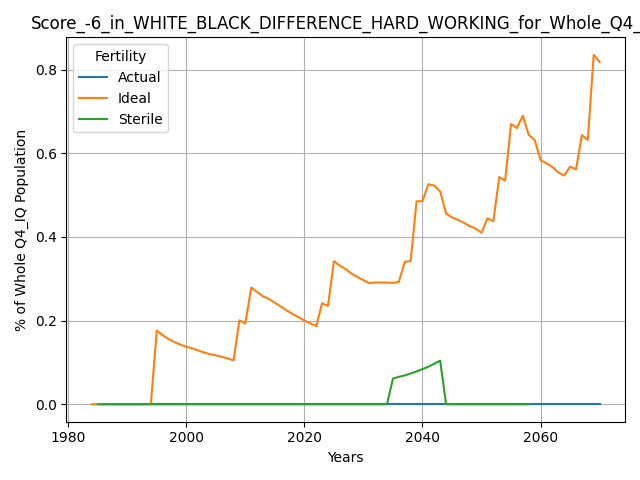 Score_-6_in_WHITE_BLACK_DIFFERENCE_HARD_WORKING_for_Whole_Q4_
Fertility
Actual
Ideal
Sterile
% of Whole Q4_IQ Population
0.8
0.6
0.4
0.2
0.0
1980
2000
2020
2040
2060
Years